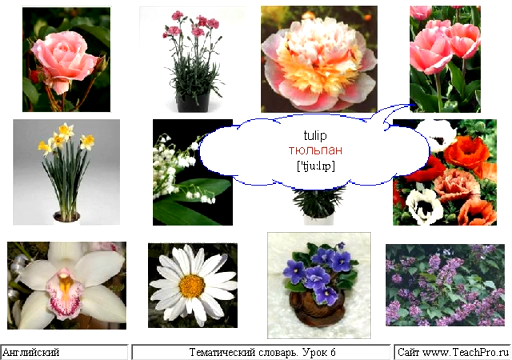 tulip
тюльпан
['tju:lɪp]
Английский
Тематический словарь. Урок 6
Сайт www.TeachPro.ru